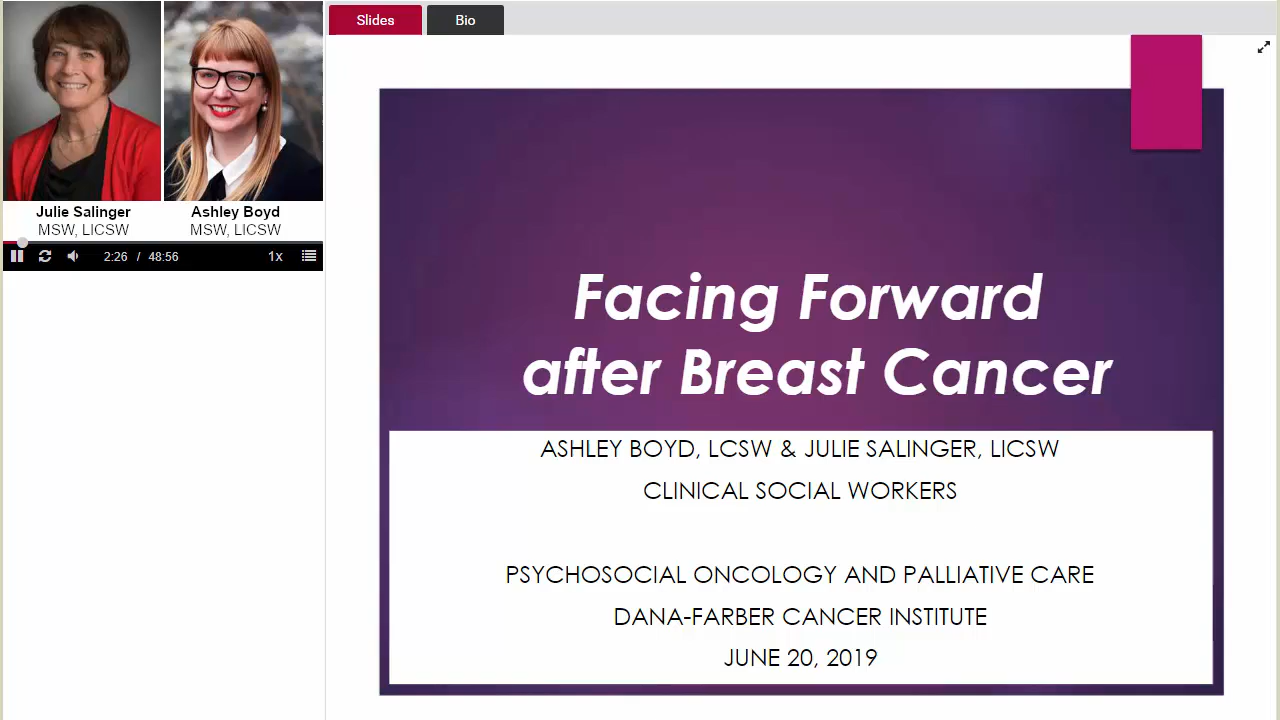 Slides
Bio
Julie Salinger
MSW, LICSW
Ashley Boyd
MSW, LICSW
2:26 / 48:56
1x
Facing Forward
after Breast Cancer
ASHLEY BOYD, LCSW & JULIE SALINGER, LICSW
CLINICAL SOCIAL WORKERS
PSYCHOSOCIAL ONCOLOGY AND PALLIATIVE CARE
DANA-FARBER CANCER INSTITUTE
JUNE 20, 2019